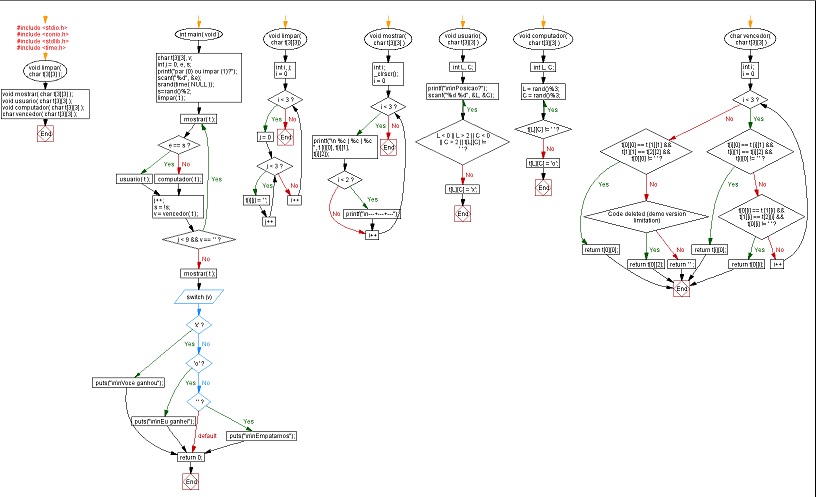 #include <stdio.h>
#include <conio.h>
#include <stdlib.h>
#include <time.h>
void limpar(
char t[3][3] );
void mostrar( char t[3][3] );
void usuario( char t[3][3] );
void computador( char t[3][3] );
char vencedor( char t[3][3] );
End
int main( void )
char t[3][3], v;
int j = 0, e, s;
printf("par (0) ou impar (1)?");
scanf("%d", &e);
srand(time( NULL ));
s=rand()%2;
limpar( t );
mostrar( t );
e == s ?
Yes
No
usuario( t );
computador( t );
j++;
s = !s;
v = vencedor( t );
Yes
j < 9 && v == ' ' ?
No
mostrar( t );
switch (v)
'x' ?
Yes
No
'o' ?
puts("\n\nVoce ganhou");
Yes
No
' ' ?
puts("\n\nEu ganhei");
Yes
default
puts("\n\nEmpatamos");
return 0;
End
void limpar(
char t[3][3])
int i, j;
i = 0
i < 3 ?
Yes
No
j = 0
End
j < 3 ?
Yes
No
t[i][j] = ' ';
i++
j++
void mostrar(
char t[3][3] )
int i;
_clrscr();
i = 0
i < 3 ?
Yes
No
printf("\n %c | %c | %c
", t[i][0], t[i][1],
t[i][2]);
End
i < 2 ?
No
Yes
printf("\n---+---+---");
i++
void usuario(
char t[3][3] )
int L, C;
printf("\n\nPosicao?");
scanf("%d %d", &L, &C);
Yes
L < 0 || L > 2 || C < 0
|| C > 2 || t[L][C] !=
' ' ?
No
t[L][C] = 'x';
End
void computador(
char t[3][3] )
int L, C;
L = rand()%3;
C = rand()%3;
Yes
t[L][C] != ' ' ?
No
t[L][C] = 'o';
End
char vencedor(
char t[3][3] )
int i;
i = 0
i < 3 ?
No
Yes
t[0][0] == t[1][1] &&
t[1][1] == t[2][2] &&
t[0][0] != ' ' ?
t[i][0] == t[i][1] &&
t[i][1] == t[i][2] &&
t[i][0] != ' ' ?
Yes
No
Yes
No
Code deleted (demo version
limitation)
t[0][i] == t[1][i] &&
t[1][i] == t[2][i] &&
t[0][i] != ' ' ?
return t[0][0];
Yes
No
return t[i][0];
Yes
No
return t[0][2];
return ' ';
return t[0][i];
i++
End